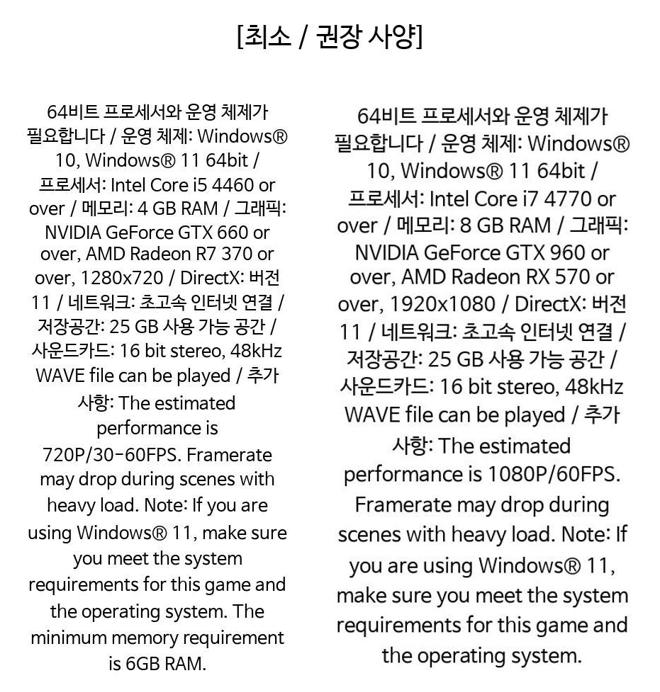 [최소 / 권장 사양]
64비트 프로세서와 운영 체제가
필요합니다 / 운영 체제: Windows®
10, Windows® 11 64bit /
프로세서: Intel Core i5 4460 or
over / 메모리: 4 GB RAM / 그래픽:
NVIDIA GeForce GTX 660 or
over, AMD Radeon R7 370 or
over, 1280x720 / DirectX: 버전
11 / 네트워크: 초고속 인터넷 연결 /
저장공간: 25 GB 사용 가능 공간 /
사운드카드: 16 bit stereo, 48kHz
WAVE file can be played / 추가
사항: The estimated
performance is
720P/30-60FPS. Framerate
may drop during scenes with
heavy load. Note: If you are
using Windows® 11, make sure
you meet the system
requirements for this game and
the operating system. The
minimum memory requirement
is 6GB RAM.
64비트 프로세서와 운영 체제가
필요합니다 / 운영 체제: Windows®
10, Windows® 11 64bit /
프로세서: Intel Core i7 4770 or
over / 메모리: 8 GB RAM / 그래픽:
NVIDIA GeForce GTX 960 or
over, AMD Radeon RX 570 or
over, 1920x1080 / DirectX: 버전
11 / 네트워크: 초고속 인터넷 연결 /
저장공간: 25 GB 사용 가능 공간 /
사운드카드: 16 bit stereo, 48kHz
WAVE file can be played / 추가
사항: The estimated
performance is 1080P/60FPS.
Framerate may drop during
scenes with heavy load. Note: If
you are using Windows® 11,
make sure you meet the system
requirements for this game and
the operating system.